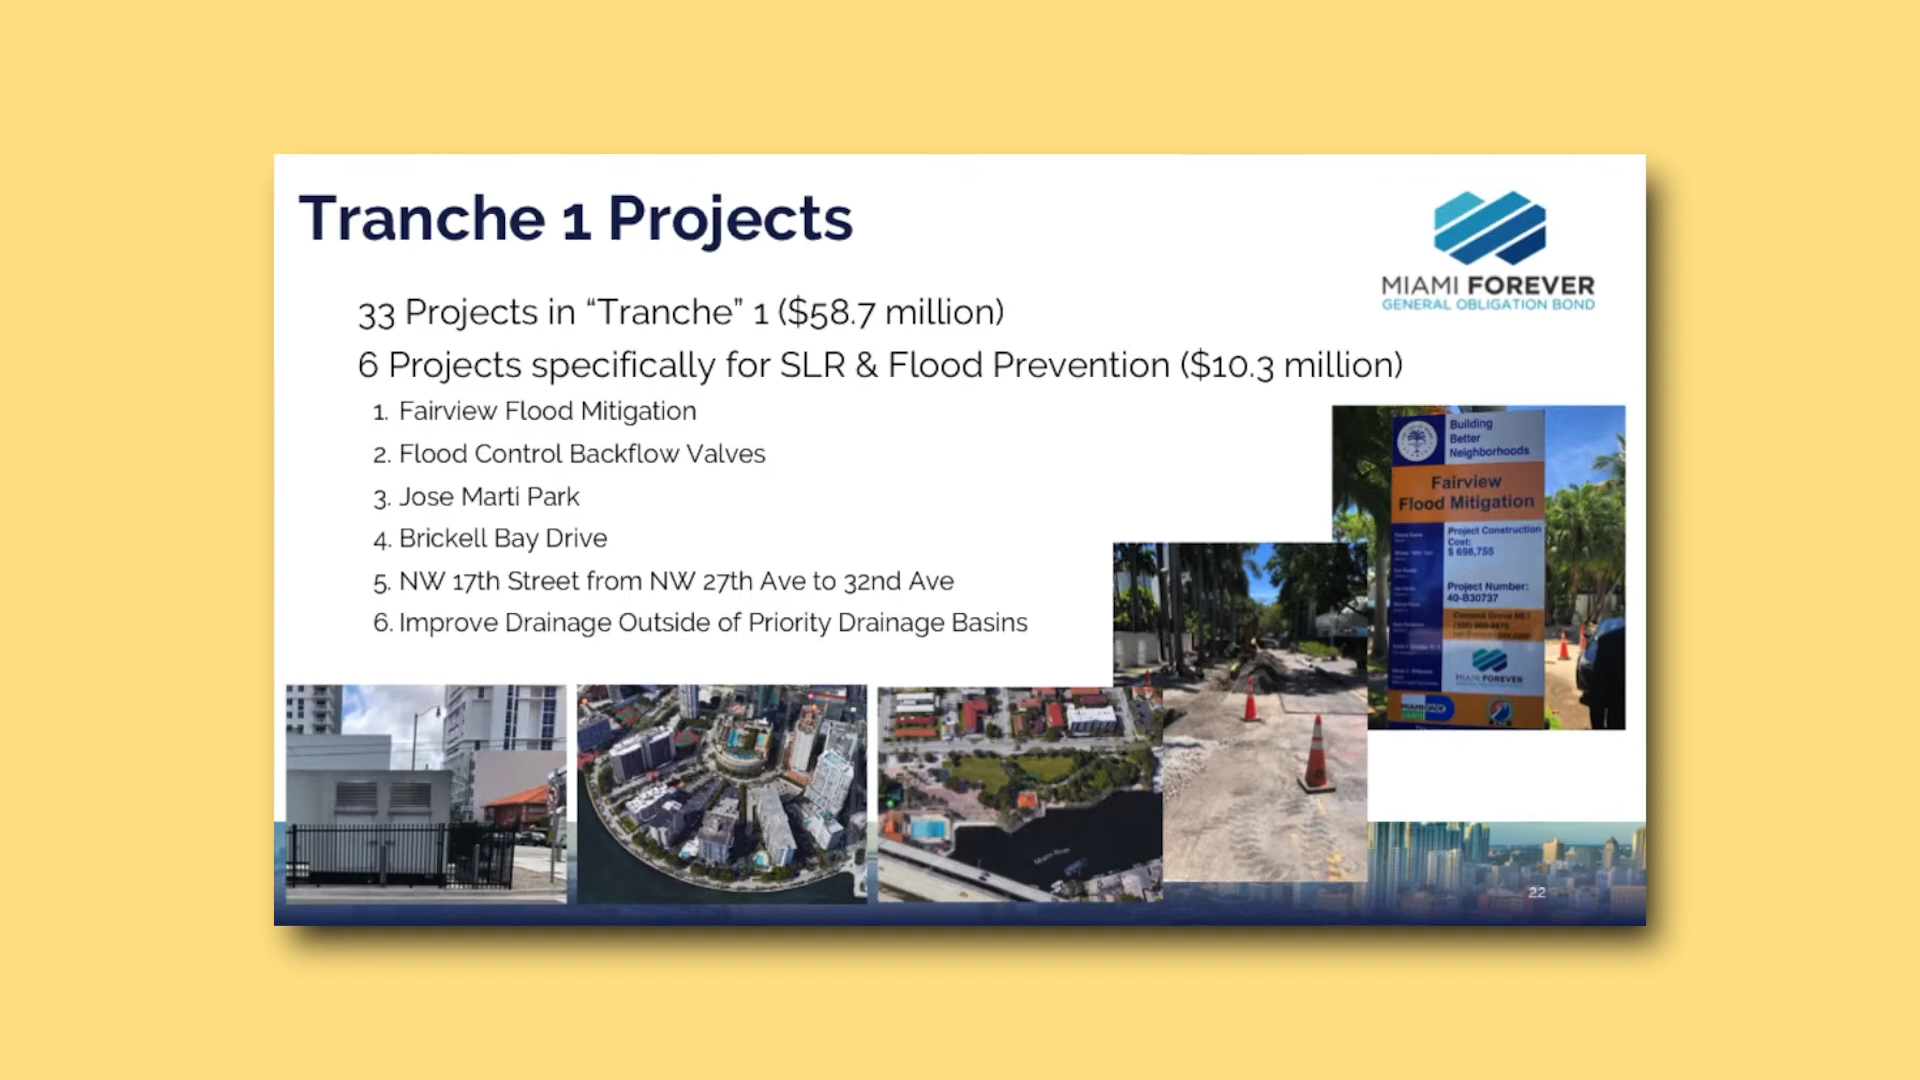 Tranche 1 Projects
MIAMI FOREVER
GENERAL OBLIGATION BOND
33 Projects in “Tranche” 1 ($58.7 million)
6 Projects specifically for SLR & Flood Prevention ($10.3 million)
1. Fairview Flood Mitigation
2. Flood Control Backflow Valves
3. Jose Marti Park
4. Brickell Bay Drive
5. NW 17th Street from NW 27th Ave to 32nd Ave
6. Improve Drainage Outside of Priority Drainage Basins
Building
Better
Neighborhoods
Fairview
Flood Mitigation
Project Construction
Cost:
$ 698,755
Project Number:
40-B30737
MIAMI FOREVER
Miami River
22